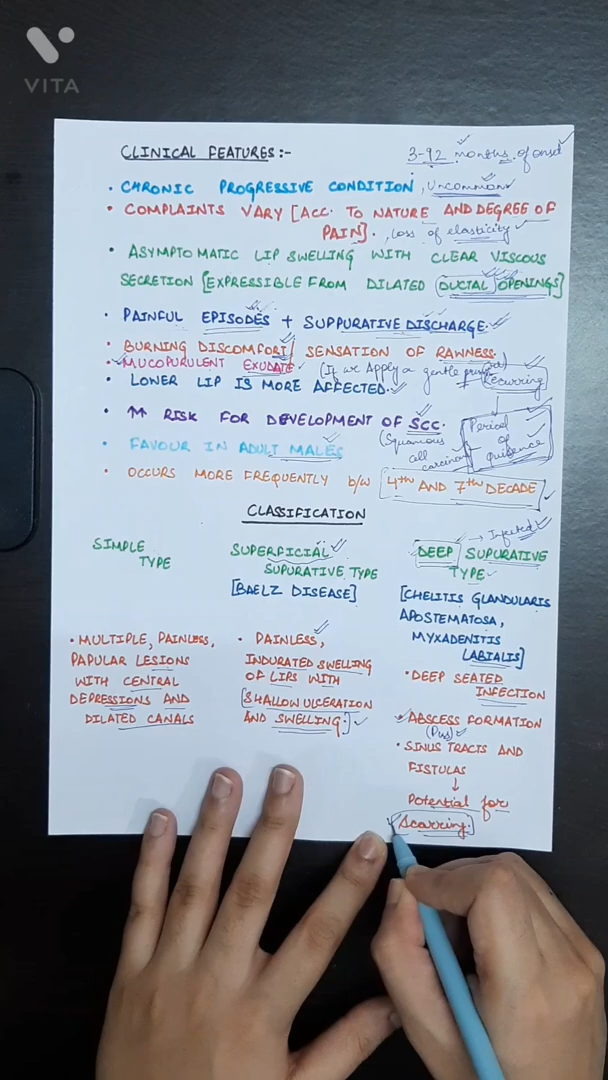 VITA
CLINICAL FEATURES:-
3-92 months of onset
• CHRONIC PROGRESSIVE CONDITION, Uncommon
• COMPLAINTS VARY [ACC. TO NATURE AND DEGREE OF
PAIN]. , Loss of elasticity
• ASYMPTOMATIC LIP SWELLING WITH CLEAR VISCOUS
SECRETION [EXPRESSIBLE FROM DILATED (DUCTAL) OPENINGS]
• PAINFUL EPISODES + SUPPURATIVE DISCHARGE.
• BURNING DISCOMFORT/ SENSATION OF RAWNESS.
• MUCOPURULENT EXUDATE (If we apply a gentle pressure)
• LOWER LIP IS MORE AFFECTED.
Recurring
• ↑↑ RISK FOR DEVELOPMENT OF SCC.
(Squamous
cell
carcinoma
Period
of
quisence
• FAVOUR IN ADULT MALES
• OCCURS MORE FREQUENTLY b/w 4th AND 7th DECADE
CLASSIFICATION
SIMPLE
TYPE
SUPERFICIAL
SUPURATIVE TYPE
[BAELZ DISEASE]
→ Infected
DEEP SUPURATIVE
TYPE
[CHELITIS GLANDULARIS
APOSTEMATOSA,
MYXADENITIS
LABIALIS]
• MULTIPLE, PAINLESS,
PAPULAR LESIONS
WITH CENTRAL
DEPRESSIONS AND
DILATED CANALS
• PAINLESS,
INDURATED SWELLING
OF LIPS WITH
SHALLOW ULCERATION
AND SWELLING.
• DEEP SEATED
INFECTION
• ABSCESS FORMATION
(Pus)
• SINUS TRACTS AND
FISTULAS
↓
Potential for
Scarring.